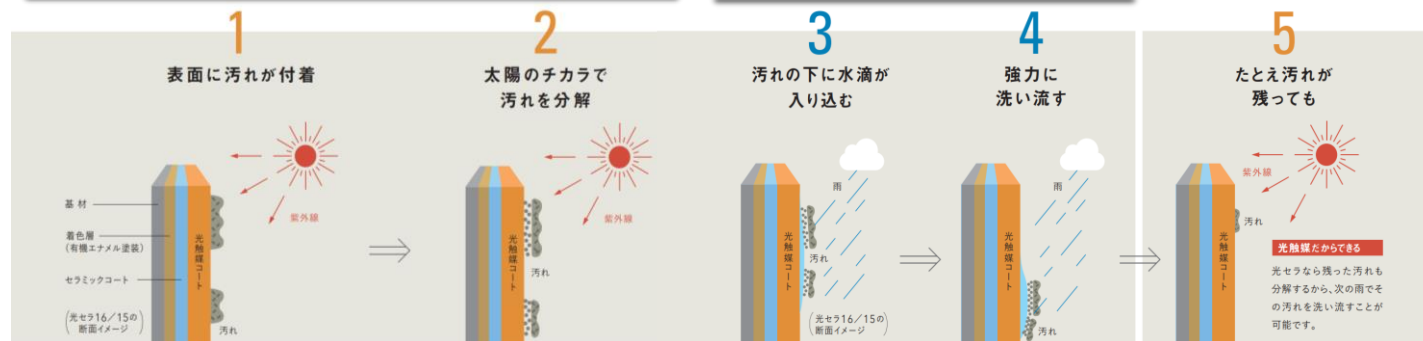 1
表面に汚れが付着
紫外線
基材
着色層
(有機エナメル塗装)
セラミックコート
光触媒コート
(光セラ16/15の
断面イメージ)
汚れ
2
太陽のチカラで
汚れを分解
紫外線
光触媒コート
汚れ
3
汚れの下に水滴が
入り込む
雨
光触媒コート
汚れ
(光セラ16/15の
断面イメージ)
4
強力に
洗い流す
雨
光触媒コート
汚れ
5
たとえ汚れが
残っても
紫外線
汚れ
光触媒コート
光触媒だからできる
光セラなら残った汚れも
分解するから、次の雨でそ
の汚れを洗い流すことが
可能です。